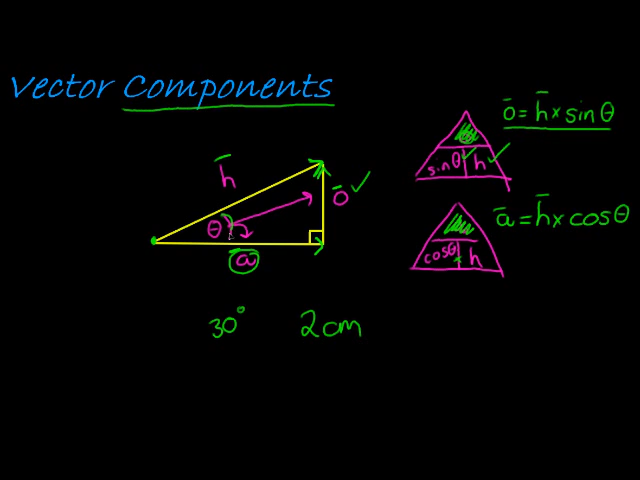 Vector Components
o̅ = h̅ × sinθ
sinθ h
h̅
o̅
θ
a̅
a̅ = h̅ × cosθ
cosθ h
30° 2cm